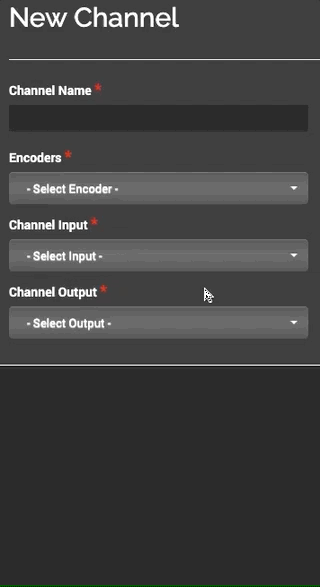 New Channel
Channel Name *
Encoders *
- Select Encoder -
Channel Input *
- Select Input -
Channel Output *
- Select Output -